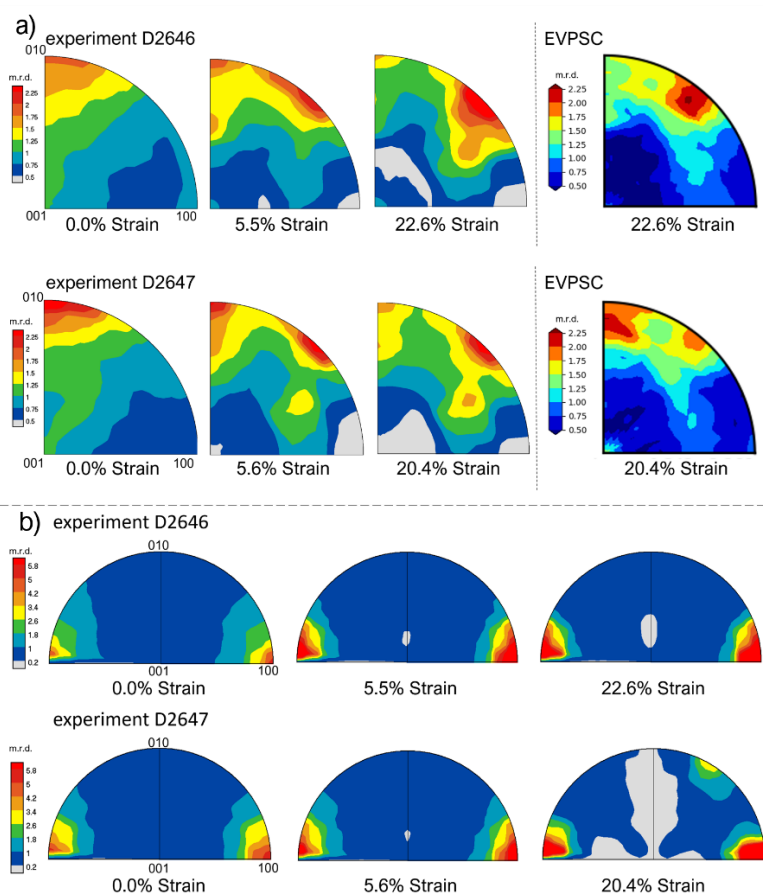 a)
experiment D2646
EVPSC
010
m.r.d.
2.25
2
1.75
1.5
1.25
1
0.75
0.5
001
100
0.0% Strain
5.5% Strain
22.6% Strain
m.r.d.
2.25
2.00
1.75
1.50
1.25
1.00
0.75
0.50
22.6% Strain
experiment D2647
EVPSC
010
m.r.d.
2.25
2
1.75
1.5
1.25
1
0.75
0.5
001
100
0.0% Strain
5.6% Strain
20.4% Strain
m.r.d.
2.25
2.00
1.75
1.50
1.25
1.00
0.75
0.50
20.4% Strain
b)
experiment D2646
010
m.r.d.
5.8
5
4.2
3.4
2.6
1.8
1
0.2
001
100
0.0% Strain
5.5% Strain
22.6% Strain
experiment D2647
010
m.r.d.
5.8
5
4.2
3.4
2.6
1.8
1
0.2
001
100
0.0% Strain
5.6% Strain
20.4% Strain